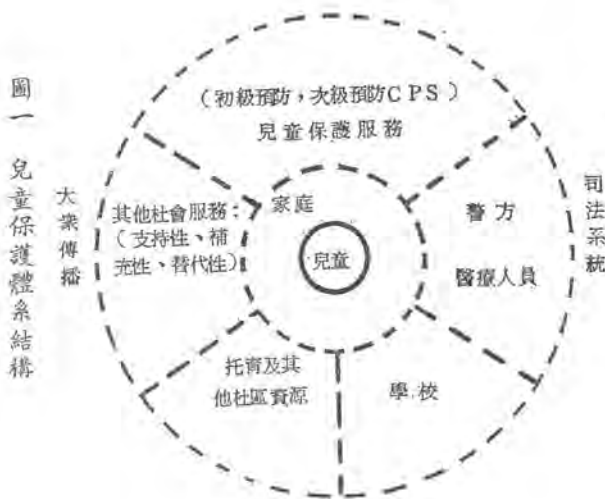 圖一 兒童保護體系結構
大衆傳播
司法系統
(初級預防,次級預防CPS)
兒童保護服務
家庭
兒童
其他社會服務:
(支持性、補
充性、替代性)
警方
醫療人員
托育及其
他社區資源
學.校